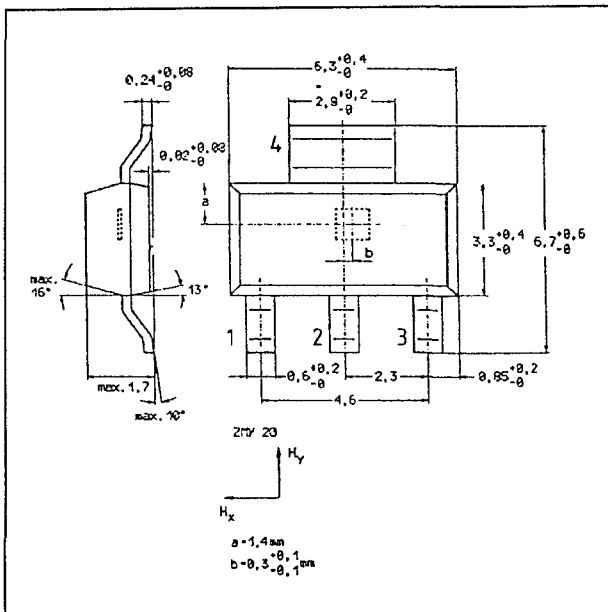 6,3+0,4 -0
0,24+0,08 -0
2,9+0,2 -0
4
0,02+0,08 -0
a
3,3+0,4 -0
6,7+0,6 -0
b
max. 16°
13°
1
2
3
max. 1,7
0,6+0,2 -0
2,3
0,85+0,2 -0
max. 10°
4,6
Hy
Hx
a=1,4mm
b=0,3+0,1 -0,1 mm